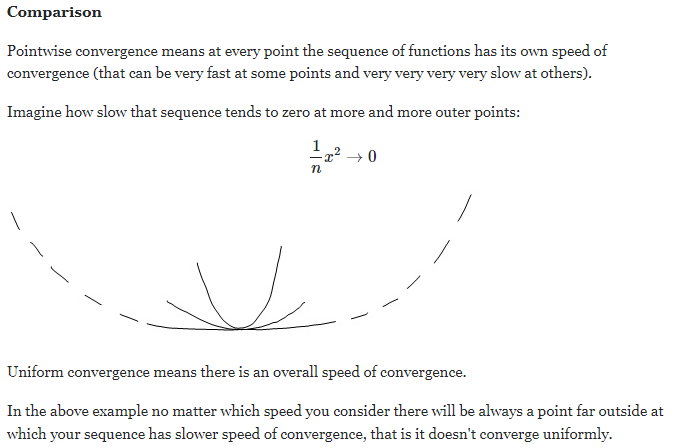 Comparison
Pointwise convergence means at every point the sequence of functions has its own speed of
convergence (that can be very fast at some points and very very very very slow at others).
Imagine how slow that sequence tends to zero at more and more outer points:
1/n x² → 0
Uniform convergence means there is an overall speed of convergence.
In the above example no matter which speed you consider there will be always a point far outside at
which your sequence has slower speed of convergence, that is it doesn't converge uniformly.